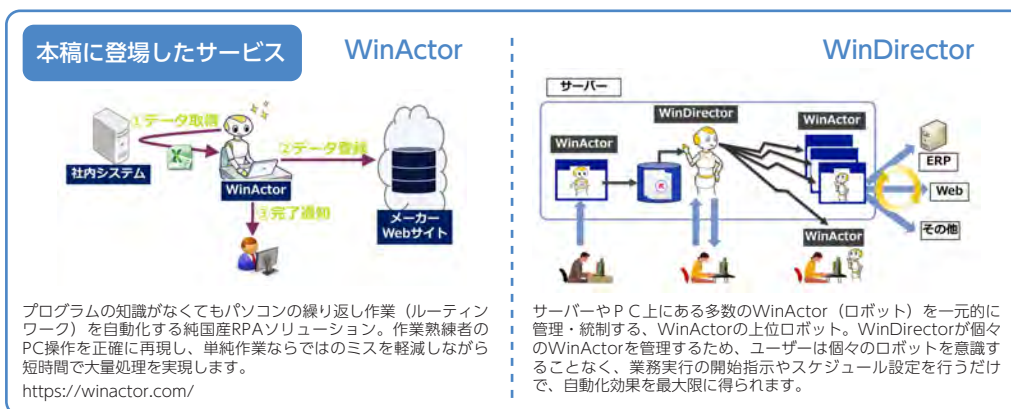 本稿に登場したサービス
WinActor
①データ取得
②データ登録
社内システム
WinActor
③完了通知
メーカー
Webサイト
プログラムの知識がなくてもパソコンの繰り返し作業（ルーティン
ワーク）を自動化する純国産RPAソリューション。作業熟練者の
PC操作を正確に再現し、単純作業ならではのミスを軽減しながら
短時間で大量処理を実現します。
https://winactor.com/
WinDirector
サーバー
WinDirector
WinActor
WinActor
ERP
Web
その他
WinActor
サーバーやＰＣ上にある多数のWinActor（ロボット）を一元的に
管理・統制する、WinActorの上位ロボット。WinDirectorが個々
のWinActorを管理するため、ユーザーは個々のロボットを意識す
ることなく、業務実行の開始指示やスケジュール設定を行うだけ
で、自動化効果を最大限に得られます。